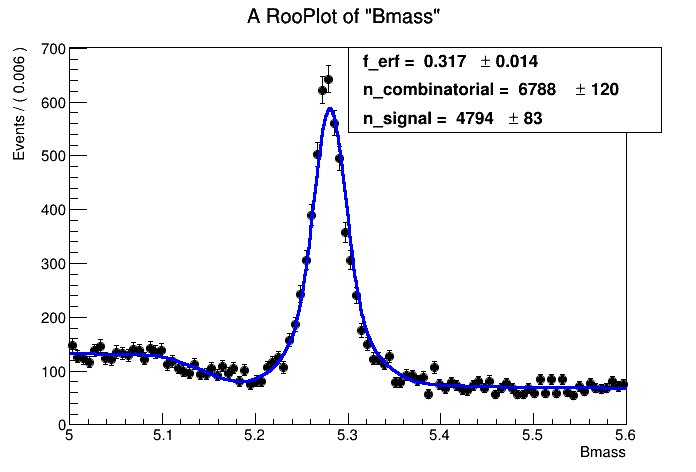 A RooPlot of "Bmass"
Events / ( 0.006 )
700
600
500
400
300
200
100
0
f_erf = 0.317 ± 0.014
n_combinatorial = 6788 ± 120
n_signal = 4794 ± 83
5 5.1 5.2 5.3 5.4 5.5 5.6
Bmass